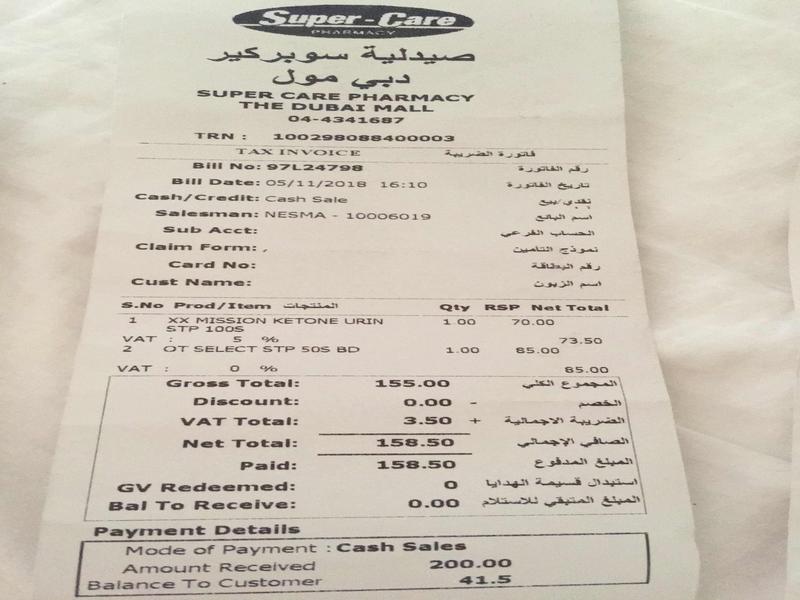 Super-Care
PHARMACY
صيدلية سوبركير
دبي مول
SUPER CARE PHARMACY
THE DUBAI MALL
04-4341687
TRN : 100298088400003
TAX INVOICE فاتورة الضريبة
Bill No: 97L24798 رقم الفاتورة
Bill Date: 05/11/2018 16:10 تاريخ الفاتورة
Cash/Credit: Cash Sale نقدي/بيع
Salesman: NESMA - 10006019 اسم البائع
Sub Acct: الحساب الفرعي
Claim Form: , نموذج التامين
Card No: رقم البطاقة
Cust Name: اسم الزبون
S.No Prod/Item المنتجات Qty RSP Net Total
1 XX MISSION KETONE URIN 1.00 70.00
STP 100S
VAT : 5 % 73.50
2 OT SELECT STP 50S BD 1.00 85.00
VAT : 0 % 85.00
Gross Total: 155.00 المجموع الكلي
Discount: 0.00 - الخصم
VAT Total: 3.50 + الضريبة الاجمالية
Net Total: 158.50 الصافي الإجمالي
Paid: 158.50 المبلغ المدفوع
GV Redeemed: 0 استبدال قسيمة الهدايا
Bal To Receive: 0.00 المبلغ المتبقي للاستلام
Payment Details
Mode of Payment : Cash Sales
Amount Received 200.00
Balance To Customer 41.5